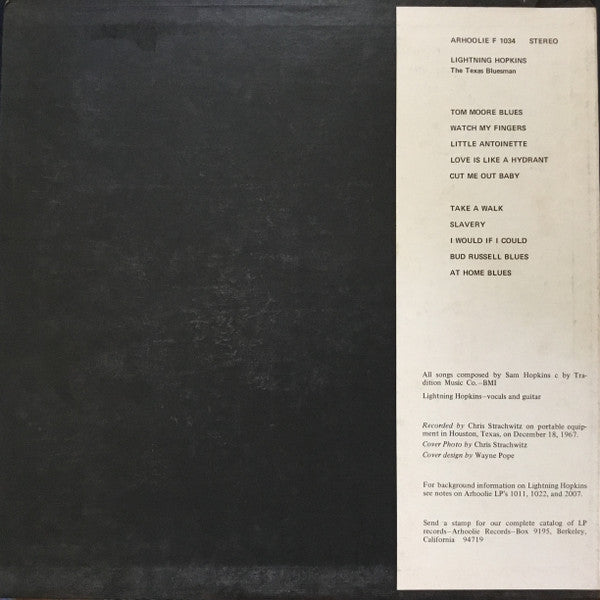 ARHOOLIE F 1034 STEREO
LIGHTNING HOPKINS
The Texas Bluesman
TOM MOORE BLUES
WATCH MY FINGERS
LITTLE ANTOINETTE
LOVE IS LIKE A HYDRANT
CUT ME OUT BABY
TAKE A WALK
SLAVERY
I WOULD IF I COULD
BUD RUSSELL BLUES
AT HOME BLUES
All songs composed by Sam Hopkins c by Tra-
dition Music Co.—BMI
Lightning Hopkins—vocals and guitar
Recorded by Chris Strachwitz on portable equip-
ment in Houston, Texas, on December 18, 1967.
Cover Photo by Chris Strachwitz
Cover design by Wayne Pope
For background information on Lightning Hopkins
see notes on Arhoolie LP's 1011, 1022, and 2007.
Send a stamp for our complete catalog of LP
records—Arhoolie Records—Box 9195, Berkeley,
California 94719